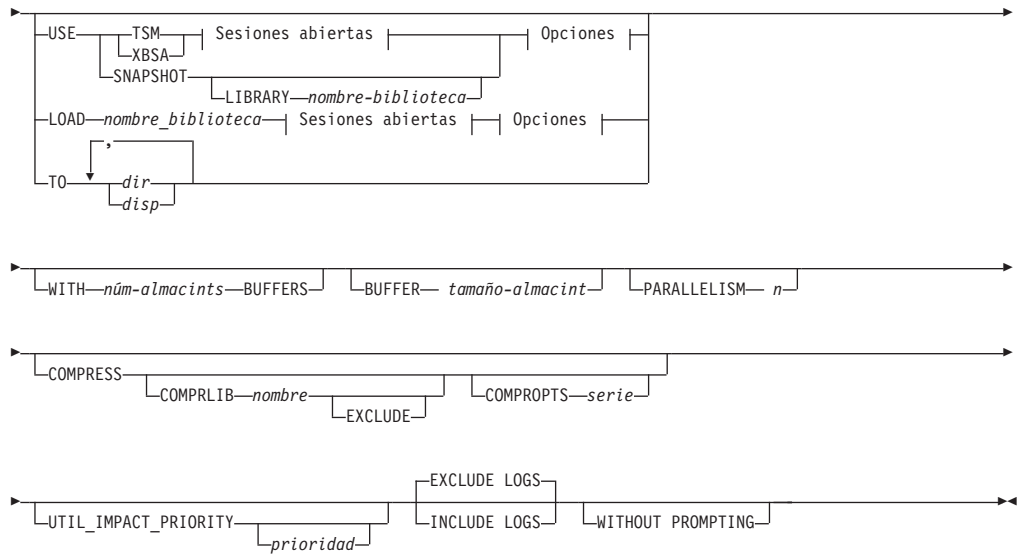 USE TSM Sesiones abiertas Opciones
XBSA
SNAPSHOT
LIBRARY nombre-biblioteca
LOAD nombre_biblioteca Sesiones abiertas Opciones
,
TO dir
disp
WITH núm-almacints BUFFERS BUFFER tamaño-almacint PARALLELISM n
COMPRESS
COMPRLIB nombre COMPROPTS serie
EXCLUDE
EXCLUDE LOGS
UTIL_IMPACT_PRIORITY INCLUDE LOGS WITHOUT PROMPTING
prioridad